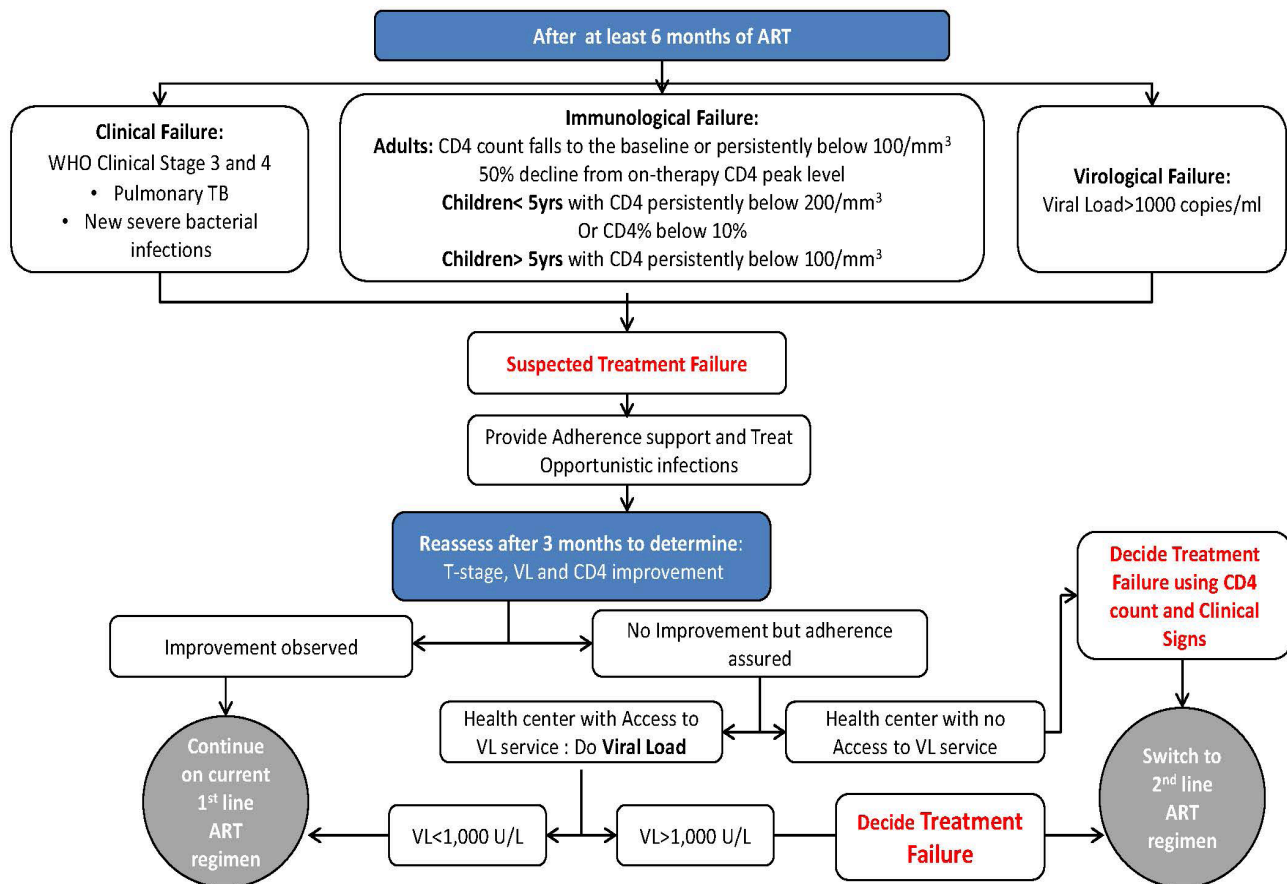 After at least 6 months of ART
Clinical Failure:
WHO Clinical Stage 3 and 4
• Pulmonary TB
• New severe bacterial
infections
Immunological Failure:
Adults: CD4 count falls to the baseline or persistently below 100/mm³
50% decline from on-therapy CD4 peak level
Children< 5yrs with CD4 persistently below 200/mm³
Or CD4% below 10%
Children> 5yrs with CD4 persistently below 100/mm³
Virological Failure:
Viral Load>1000 copies/ml
Suspected Treatment Failure
Provide Adherence support and Treat
Opportunistic infections
Reassess after 3 months to determine:
T-stage, VL and CD4 improvement
Decide Treatment
Failure using CD4
count and Clinical
Signs
Improvement observed
No Improvement but adherence
assured
Health center with Access to
VL service : Do Viral Load
Health center with no
Access to VL service
Continue
on current
1st line
ART
regimen
Switch to
2nd line
ART
regimen
VL<1,000 U/L
VL>1,000 U/L
Decide Treatment
Failure